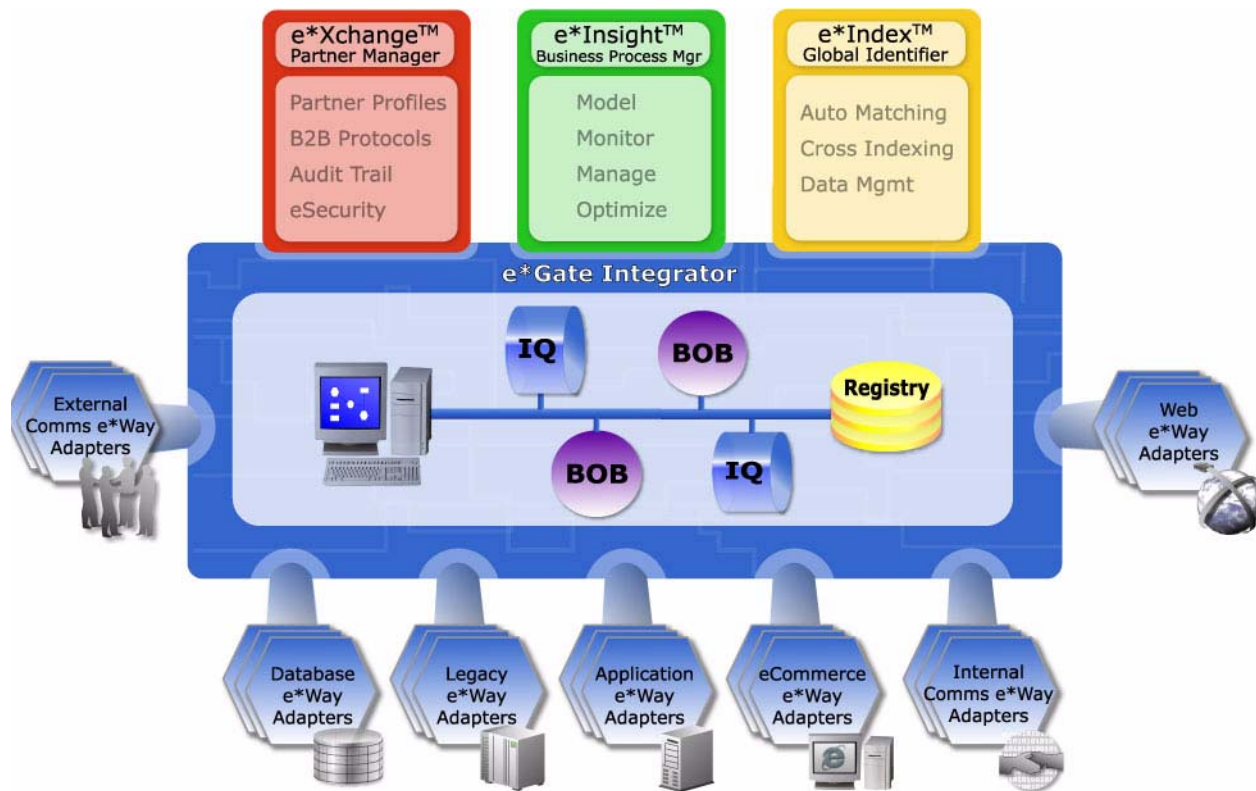 e*Xchange™
Partner Manager
Partner Profiles
B2B Protocols
Audit Trail
eSecurity
e*Insight™
Business Process Mgr
Model
Monitor
Manage
Optimize
e*Index™
Global Identifier
Auto Matching
Cross Indexing
Data Mgmt
e*Gate Integrator
IQ
BOB
Registry
BOB
IQ
External
Comms e*Way
Adapters
Web
e*Way
Adapters
Database
e*Way
Adapters
Legacy
e*Way
Adapters
Application
e*Way
Adapters
eCommerce
e*Way
Adapters
Internal
Comms e*Way
Adapters